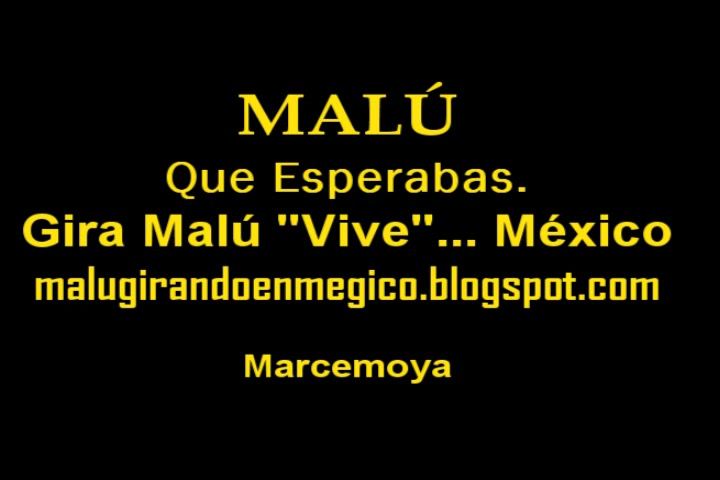 MALÚ
Que Esperabas.
Gira Malú "Vive"... México
malugirandoenmegico.blogspot.com
Marcemoya